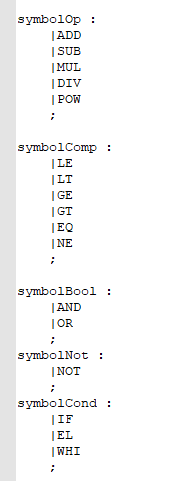 symbolOp :
|ADD
|SUB
|MUL
|DIV
|POW
;
symbolComp :
|LE
|LT
|GE
|GT
|EQ
|NE
;
symbolBool :
|AND
|OR
;
symbolNot :
|NOT
;
symbolCond :
|IF
|EL
|WHI
;